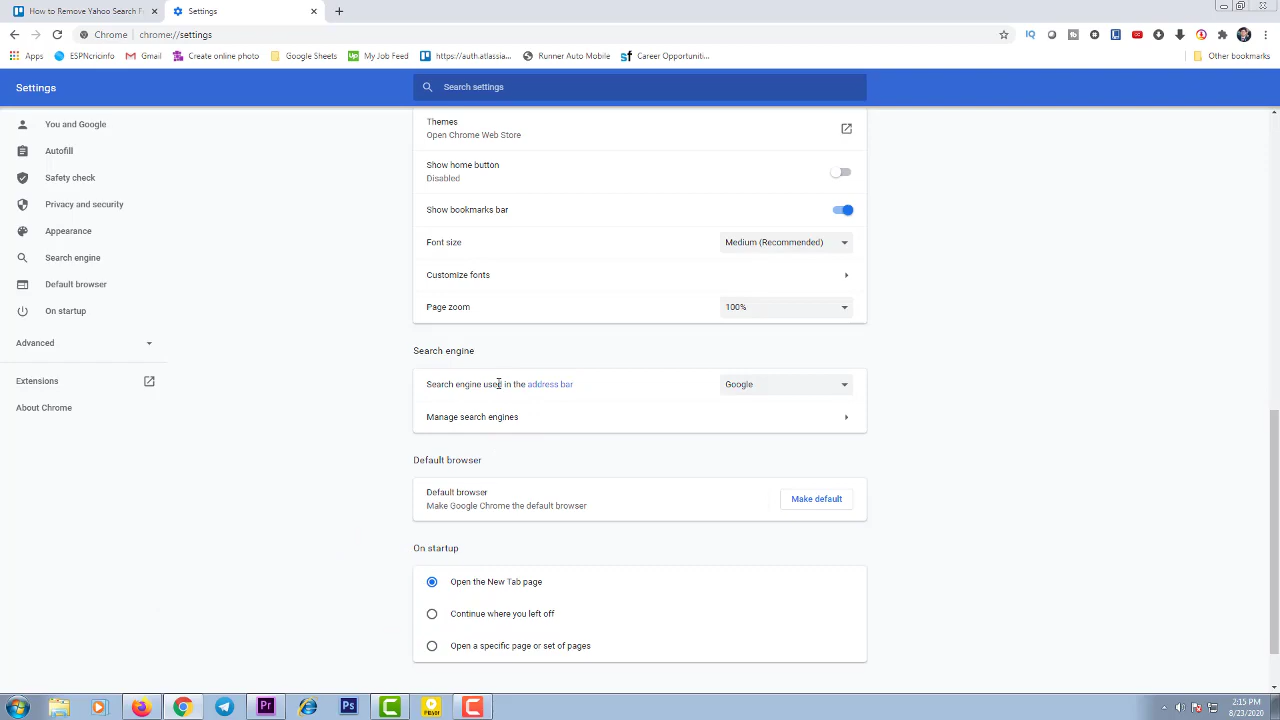 How to Remove Yahoo Search F
Settings
Chrome
chrome://settings
Apps
ESPNcricinfo
Gmail
Create online photo
Google Sheets
My Job Feed
https://auth.atlassia...
Runner Auto Mobile
Career Opportuniti...
Other bookmarks
Settings
Search settings
You and Google
Autofill
Safety check
Privacy and security
Appearance
Search engine
Default browser
On startup
Advanced
Extensions
About Chrome
Themes
Open Chrome Web Store
Show home button
Disabled
Show bookmarks bar
Font size
Medium (Recommended)
Customize fonts
Page zoom
100%
Search engine
Search engine used in the address bar
Google
Manage search engines
Default browser
Default browser
Make Google Chrome the default browser
Make default
On startup
Open the New Tab page
Continue where you left off
Open a specific page or set of pages
2:15 PM
8/23/2020